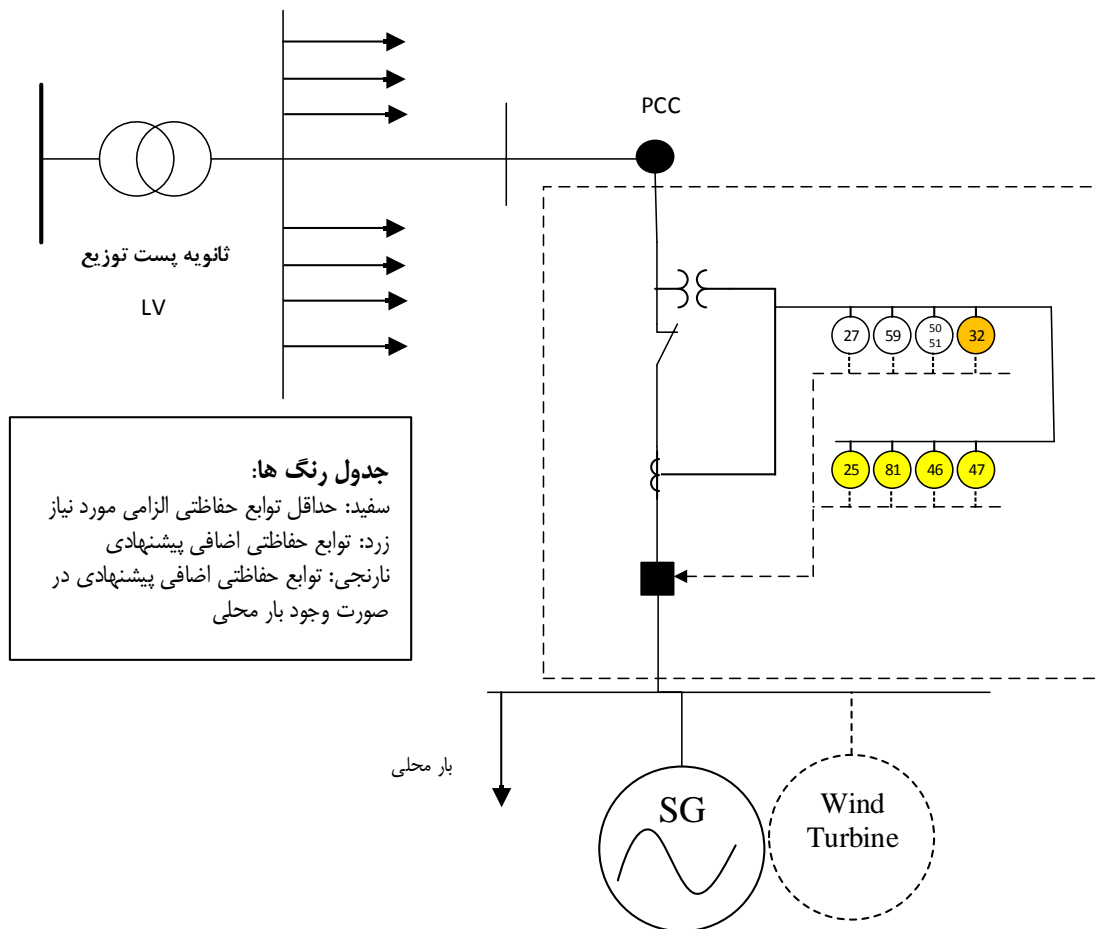 PCC
ثانویه پست توزیع
LV
27
59
50
51
32
25
81
46
47
جدول رنگ ها:
سفید: حداقل توابع حفاظتی الزامی مورد نیاز
زرد: توابع حفاظتی اضافی پیشنهادی
نارنجی: توابع حفاظتی اضافی پیشنهادی در
صورت وجود بار محلی
بار محلی
SG
Wind
Turbine